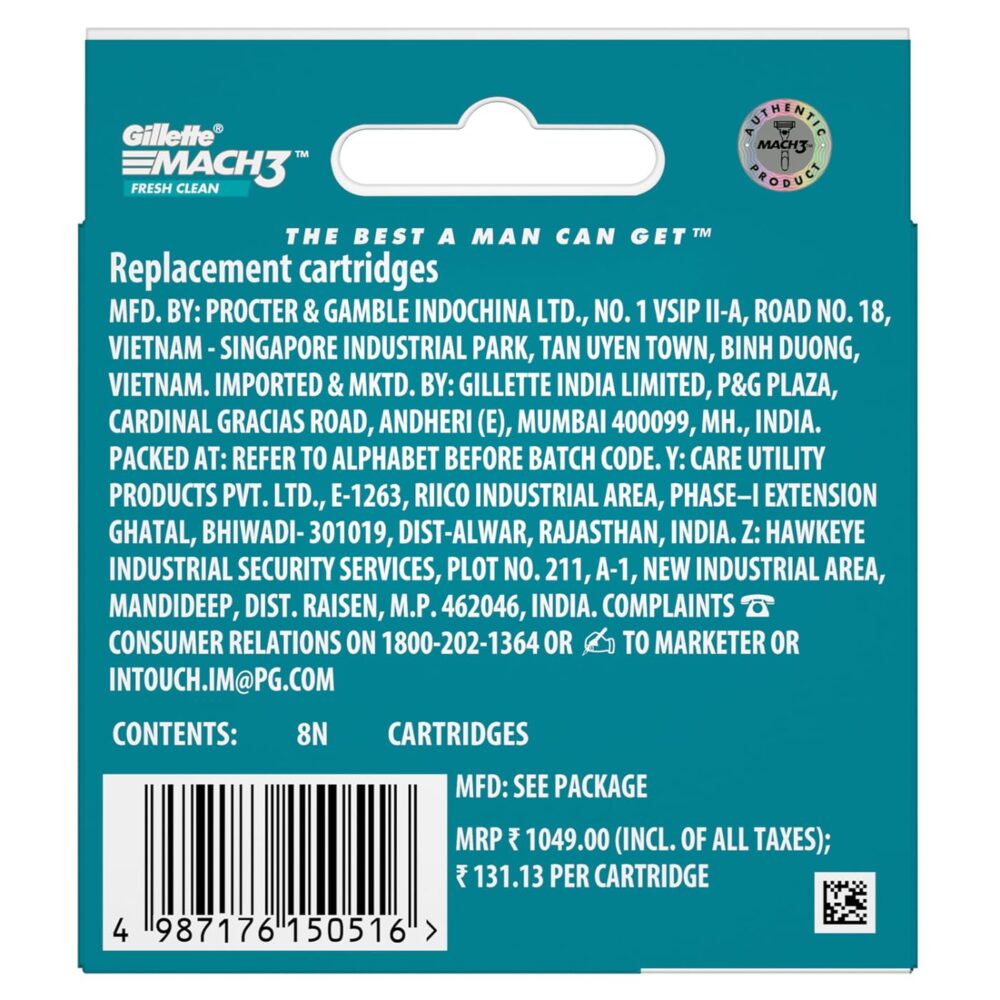 Gillette®
MACH3™
FRESH CLEAN
AUTHENTIC
MACH3™
PRODUCT
THE BEST A MAN CAN GET™
Replacement cartridges
MFD. BY: PROCTER & GAMBLE INDOCHINA LTD., NO. 1 VSIP II-A, ROAD NO. 18,
VIETNAM - SINGAPORE INDUSTRIAL PARK, TAN UYEN TOWN, BINH DUONG,
VIETNAM. IMPORTED & MKTD. BY: GILLETTE INDIA LIMITED, P&G PLAZA,
CARDINAL GRACIAS ROAD, ANDHERI (E), MUMBAI 400099, MH., INDIA.
PACKED AT: REFER TO ALPHABET BEFORE BATCH CODE. Y: CARE UTILITY
PRODUCTS PVT. LTD., E-1263, RIICO INDUSTRIAL AREA, PHASE–I EXTENSION
GHATAL, BHIWADI- 301019, DIST-ALWAR, RAJASTHAN, INDIA. Z: HAWKEYE
INDUSTRIAL SECURITY SERVICES, PLOT NO. 211, A-1, NEW INDUSTRIAL AREA,
MANDIDEEP, DIST. RAISEN, M.P. 462046, INDIA. COMPLAINTS ☎
CONSUMER RELATIONS ON 1800-202-1364 OR ✍ TO MARKETER OR
INTOUCH.IM@PG.COM
CONTENTS: 8N CARTRIDGES
MFD: SEE PACKAGE
MRP ₹ 1049.00 (INCL. OF ALL TAXES);
₹ 131.13 PER CARTRIDGE
4 987176 150516 >